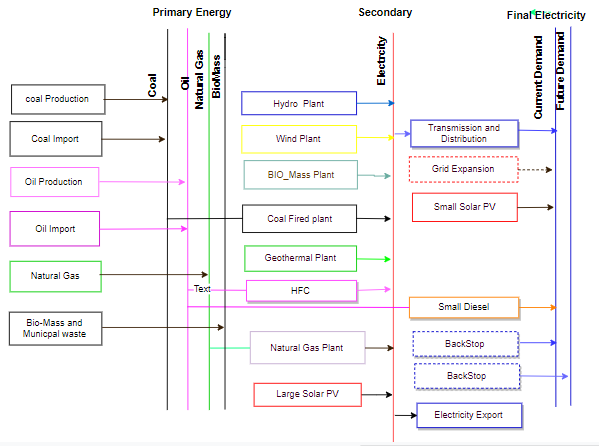 Primary Energy
Secondary
Final Electricity
Coal
Oil
Natural Gas
BioMass
Electrcity
Current Demand
Future Demand
coal Production
Hydro Plant
Coal Import
Wind Plant
Transmission and
Distribution
Oil Production
BIO_Mass Plant
Grid Expansion
Small Solar PV
Oil Import
Coal Fired plant
Natural Gas
Geothermal Plant
Text
HFC
Small Diesel
Bio-Mass and
Municpal waste
Natural Gas Plant
BackStop
BackStop
Large Solar PV
Electricity Export